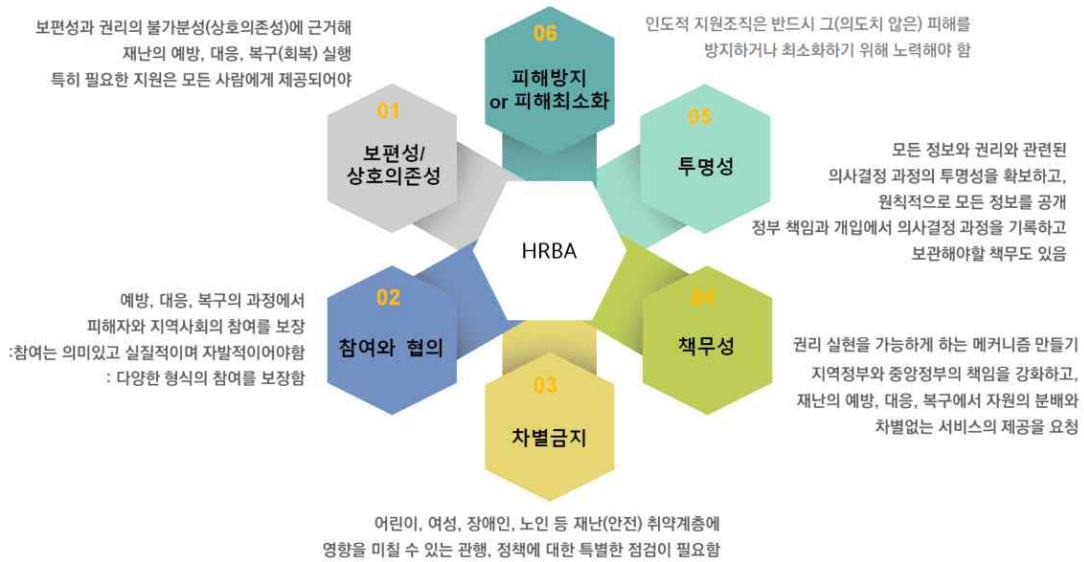 보편성과 권리의 불가분성(상호의존성)에 근거해
재난의 예방, 대응, 복구(회복) 실행
특히 필요한 지원은 모든 사람에게 제공되어야
01
보편성/
상호의존성
예방, 대응, 복구의 과정에서
피해자와 지역사회의 참여를 보장
:참여는 의미있고 실질적이며 자발적이어야함
: 다양한 형식의 참여를 보장함
02
참여와 협의
03
차별금지
어린이, 여성, 장애인, 노인 등 재난(안전) 취약계층에
영향을 미칠 수 있는 관행, 정책에 대한 특별한 점검이 필요함
HRBA
04
책무성
권리 실현을 가능하게 하는 메커니즘 만들기
지역정부와 중앙정부의 책임을 강화하고,
재난의 예방, 대응, 복구에서 자원의 분배와
차별없는 서비스의 제공을 요청
05
투명성
모든 정보와 권리와 관련된
의사결정 과정의 투명성을 확보하고,
원칙적으로 모든 정보를 공개
정부 책임과 개입에서 의사결정 과정을 기록하고
보관해야할 책무도 있음
06
피해방지
or 피해최소화
인도적 지원조직은 반드시 그(의도치 않은) 피해를
방지하거나 최소화하기 위해 노력해야 함